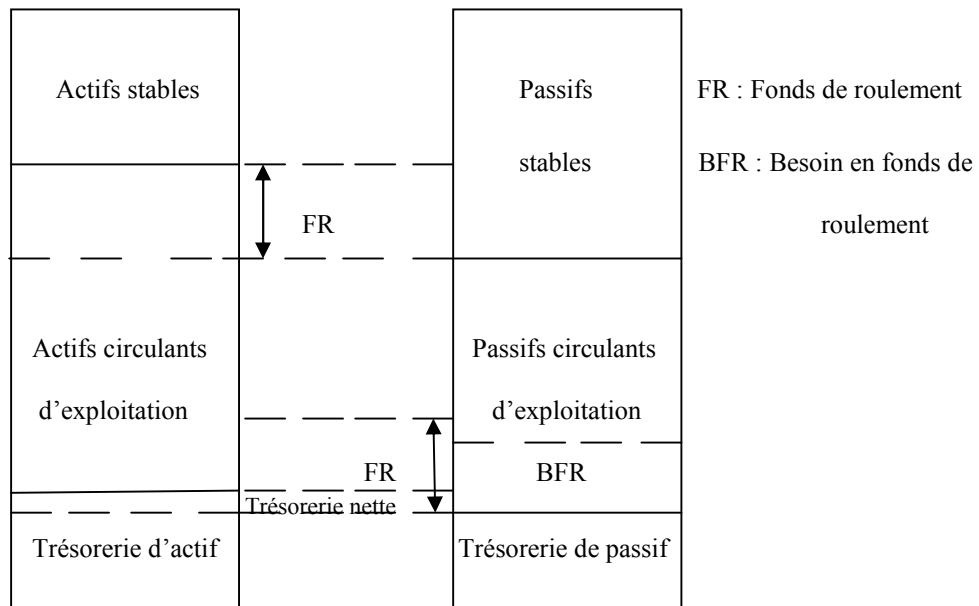 Actifs stables
Passifs
stables
FR : Fonds de roulement
BFR : Besoin en fonds de
roulement
FR
Actifs circulants
d’exploitation
Passifs circulants
d’exploitation
FR
BFR
Trésorerie nette
Trésorerie d’actif
Trésorerie de passif